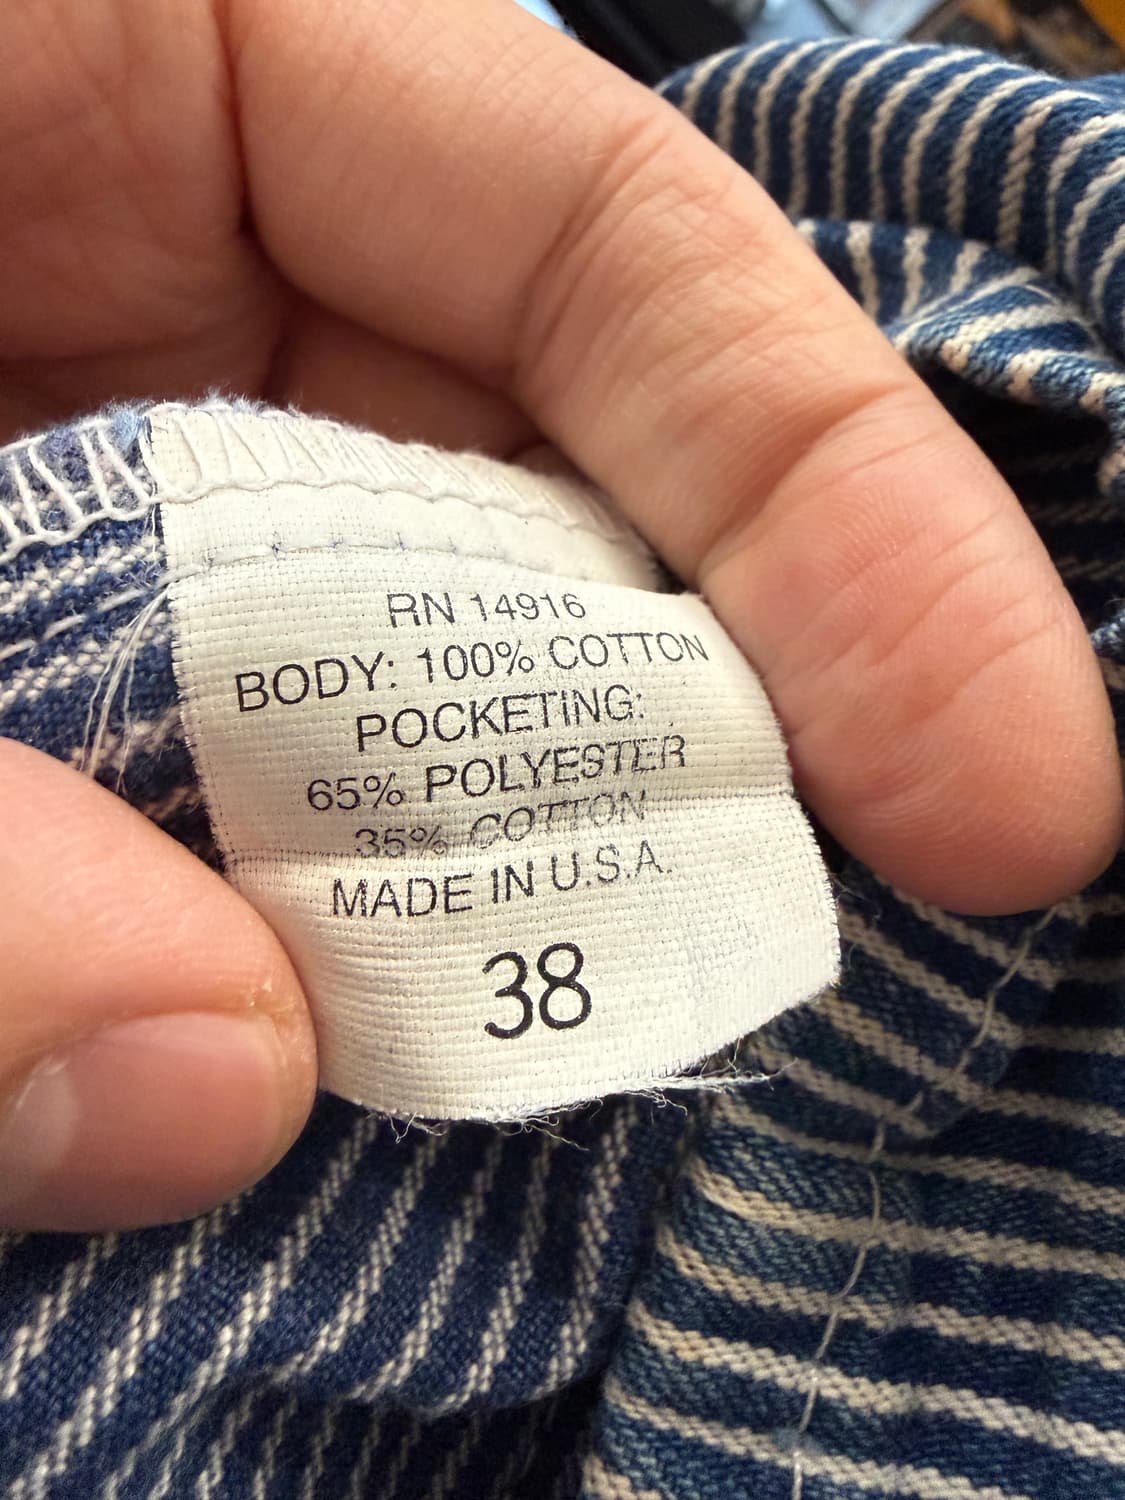 RN 14916
BODY: 100% COTTON
POCKETING:
65% POLYESTER
35% COTTON
MADE IN U.S.A.
38